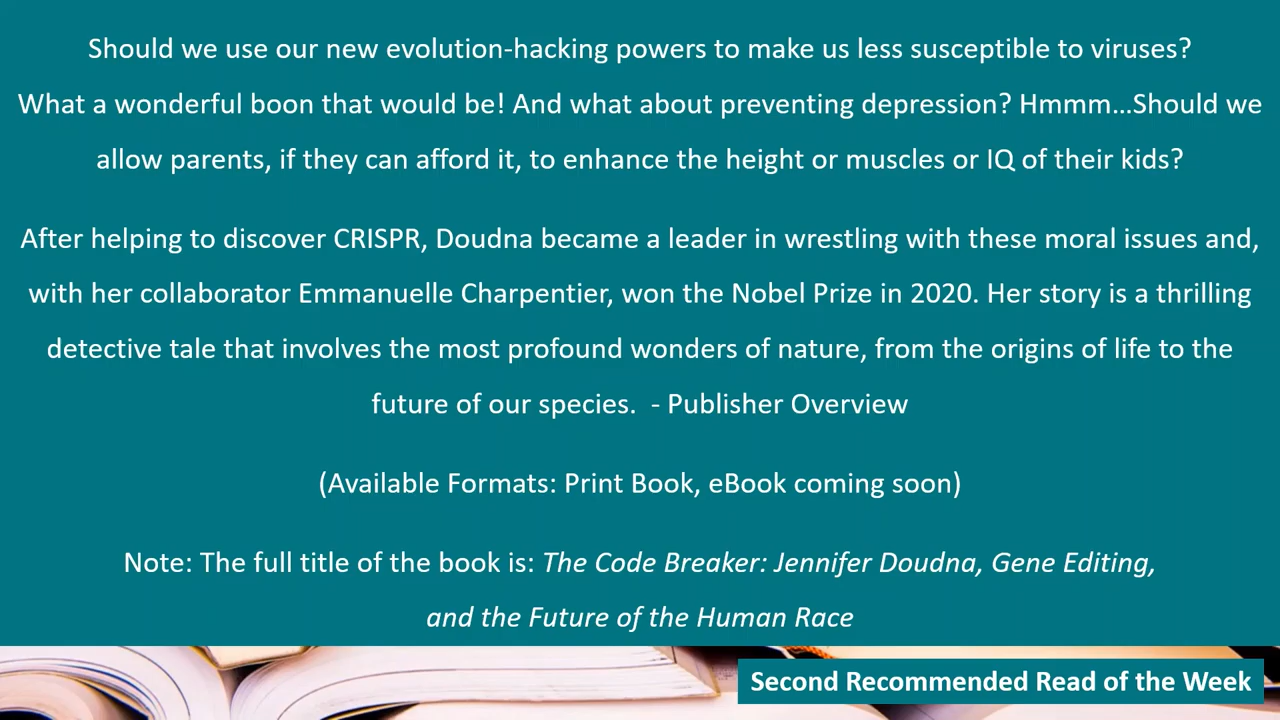 Should we use our new evolution-hacking powers to make us less susceptible to viruses?
What a wonderful boon that would be! And what about preventing depression? Hmmm...Should we
allow parents, if they can afford it, to enhance the height or muscles or IQ of their kids?
After helping to discover CRISPR, Doudna became a leader in wrestling with these moral issues and,
with her collaborator Emmanuelle Charpentier, won the Nobel Prize in 2020. Her story is a thrilling
detective tale that involves the most profound wonders of nature, from the origins of life to the
future of our species.  - Publisher Overview
(Available Formats: Print Book, eBook coming soon)
Note: The full title of the book is: The Code Breaker: Jennifer Doudna, Gene Editing,
and the Future of the Human Race
Second Recommended Read of the Week